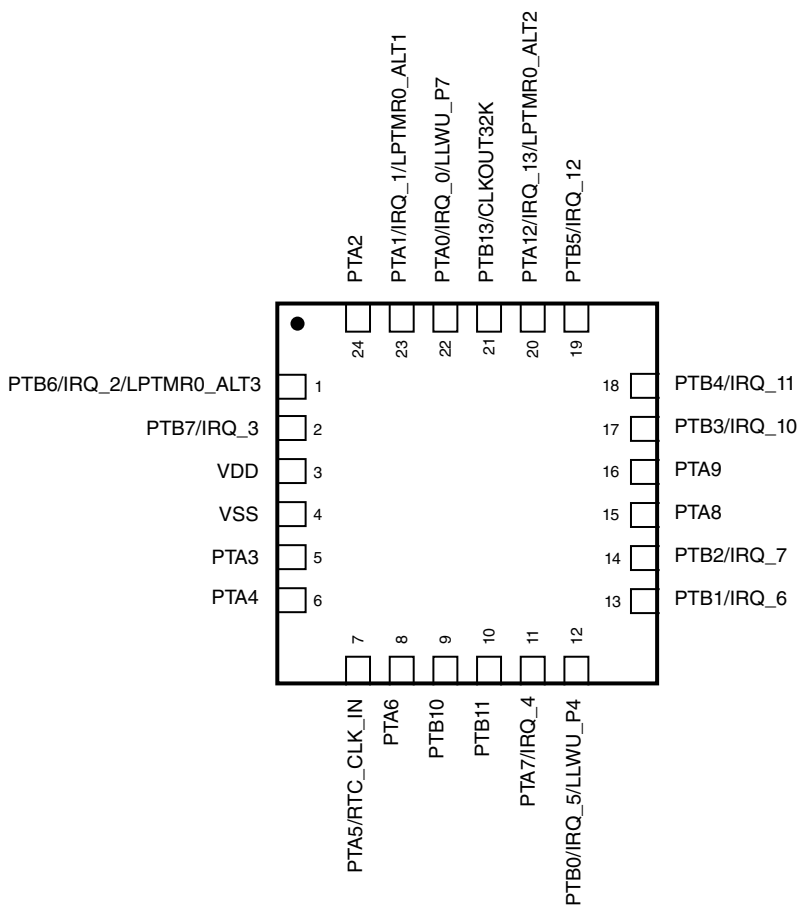 PTA2
PTA1/IRQ_1/LPTMR0_ALT1
PTA0/IRQ_0/LLWU_P7
PTB13/CLKOUT32K
PTA12/IRQ_13/LPTMR0_ALT2
PTB5/IRQ_12
24
23
22
21
20
19
PTB6/IRQ_2/LPTMR0_ALT3 1
PTB7/IRQ_3 2
VDD 3
VSS 4
PTA3 5
PTA4 6
18 PTB4/IRQ_11
17 PTB3/IRQ_10
16 PTA9
15 PTA8
14 PTB2/IRQ_7
13 PTB1/IRQ_6
7
8
9
10
11
12
PTA5/RTC_CLK_IN
PTA6
PTB10
PTB11
PTA7/IRQ_4
PTB0/IRQ_5/LLWU_P4